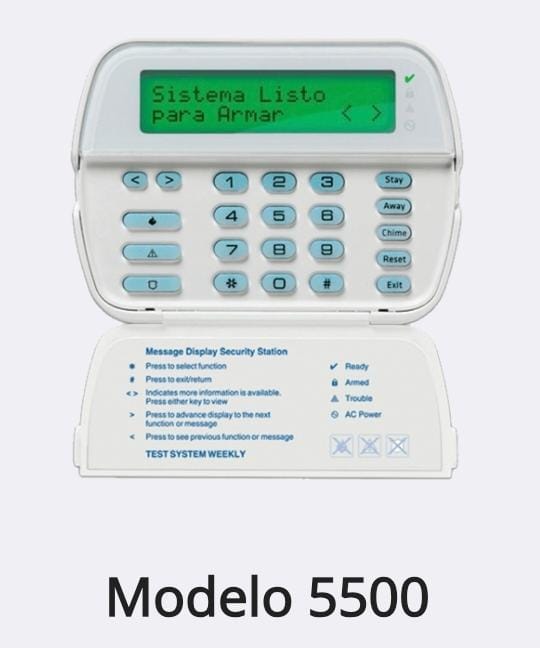 Sistema Listo
para Armar < >
< > 1 2 3 Stay
4 5 6 Away
Chime
7 8 9 Reset
* 0 # Exit
Message Display Security Station
* Press to select function
# Press to exit/return
< > Indicates more information is available.
Press either key to view
> Press to advance display to the next
function or message
< Press to see previous function or message
TEST SYSTEM WEEKLY
Ready
Armed
Trouble
AC Power
Modelo 5500